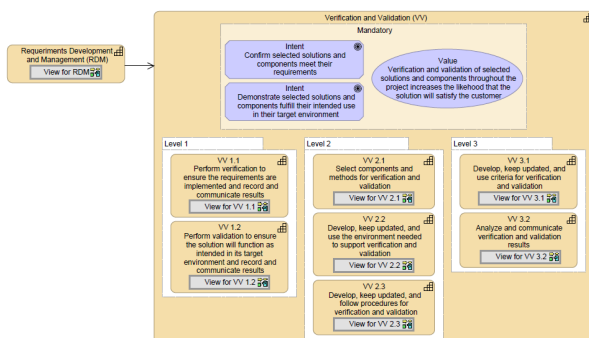 Verification and Validation (VV)
Mandatory
Requeriments Development
and Management (RDM)
View for RDM
Intent
Confirm selected solutions and
components meet their
requirements
Intent
Demonstrate selected solutions and
components fulfill their intended use
in their target environment
Value
Verification and validation of selected
solutions and components throughout the
project increases the likehood that the
solution will satisfy the customer
Level 1
VV 1.1
Perform verification to
ensure the requirements are
implemented and record and
communicate results
View for VV 1.1
VV 1.2
Perform validation to ensure
the solution will function as
intended in its target
environment and record and
communicate results
View for VV 1.2
Level 2
VV 2.1
Select components and
methods for verification and
validation
View for VV 2.1
VV 2.2
Develop, keep updated, and
use the environment needed
to support verification and
validation
View for VV 2.2
VV 2.3
Develop, keep updated, and
follow procedures for
verification and validation
View for VV 2.3
Level 3
VV 3.1
Develop, keep updated, and
use criteria for verification
and validation
View for VV 3.1
VV 3.2
Analyze and communicate
verification and validation
results
View for VV 3.2